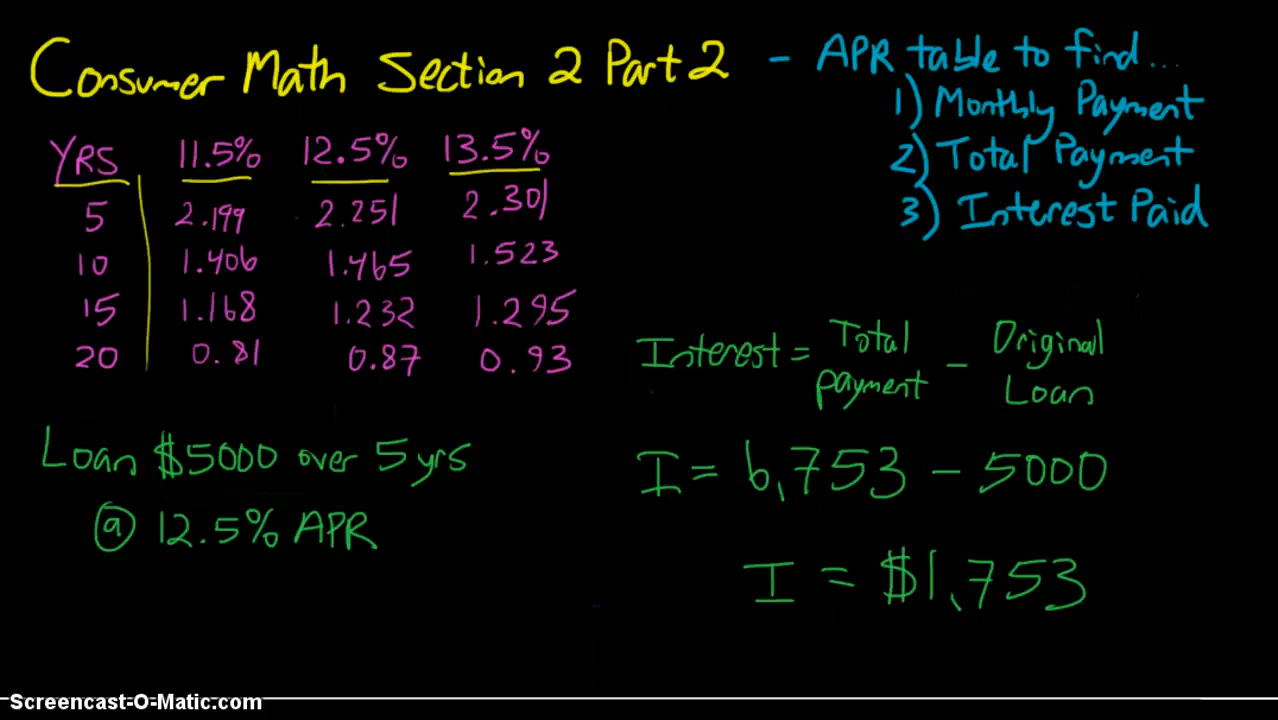 Consumer Math Section 2 Part 2
- APR table to find...
1) Monthly Payment
2) Total Payment
3) Interest Paid
YRS 11.5% 12.5% 13.5%
5 2.199 2.251 2.301
10 1.406 1.465 1.523
15 1.168 1.232 1.295
20 0.81 0.87 0.93
Loan $5000 over 5 yrs
@ 12.5% APR
Interest = Total payment - Original Loan
I = 6,753 - 5000
I = $1,753
Screencast-O-Matic.com